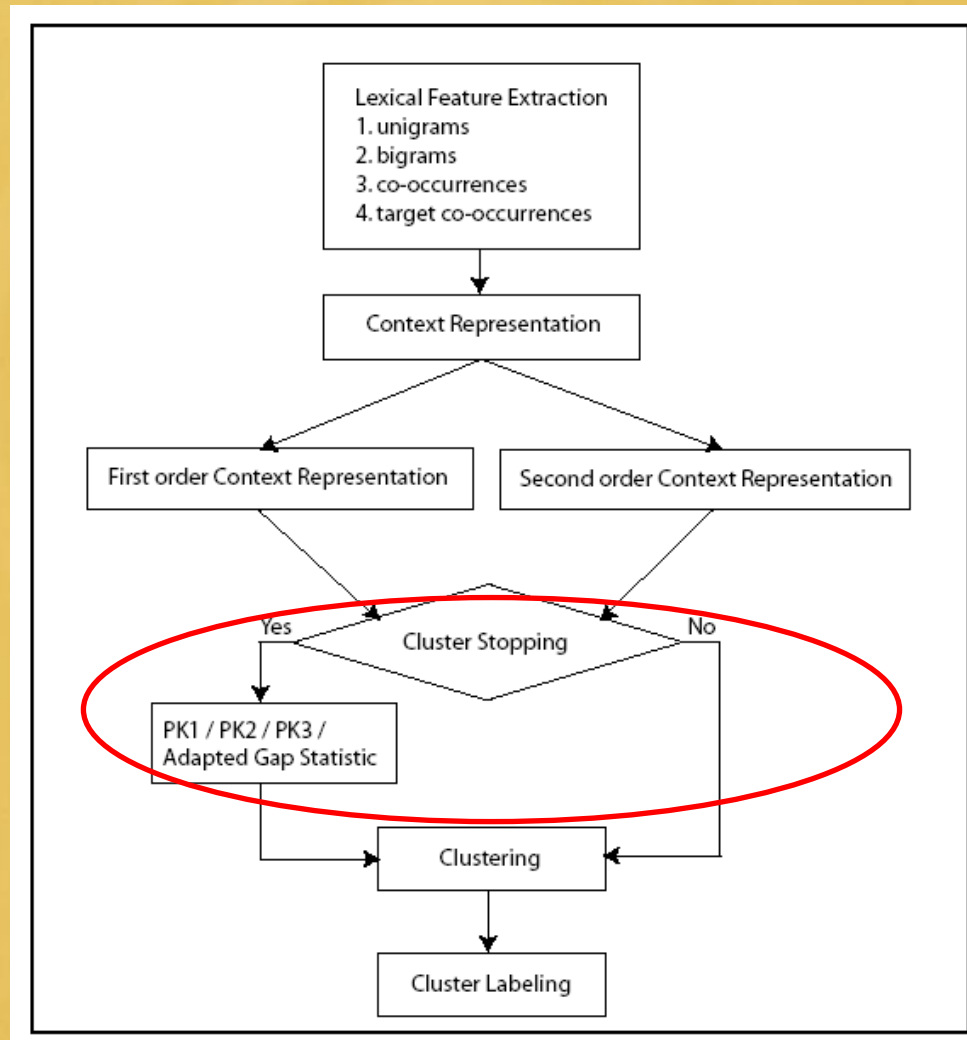 Lexical Feature Extraction
1. unigrams
2. bigrams
3. co-occurrences
4. target co-occurrences
Context Representation
First order Context Representation
Second order Context Representation
Yes
Cluster Stopping
No
PK1 / PK2 / PK3 /
Adapted Gap Statistic
Clustering
Cluster Labeling